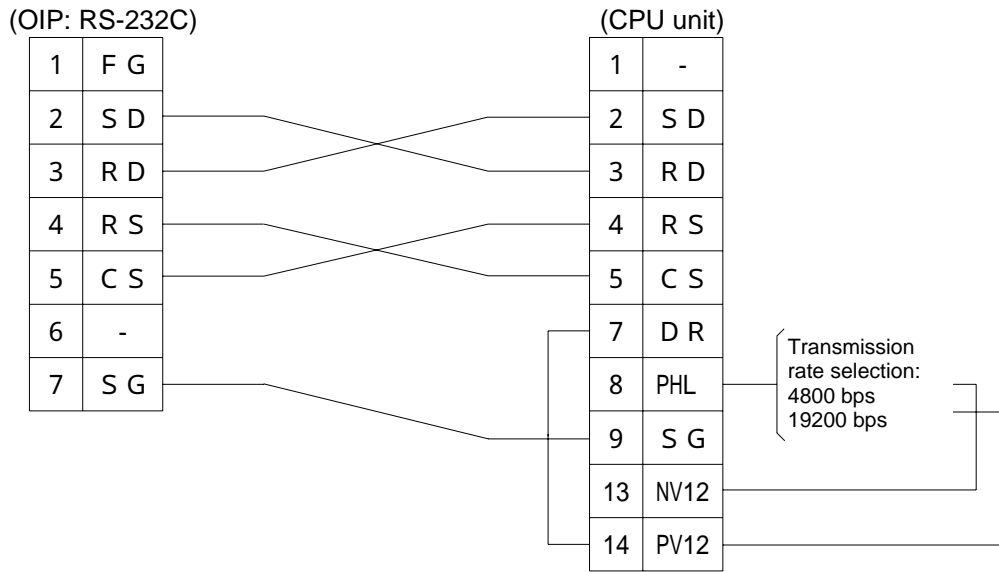 (OIP: RS-232C)
1 F G
2 S D
3 R D
4 R S
5 C S
6 -
7 S G
(CPU unit)
1 -
2 S D
3 R D
4 R S
5 C S
7 D R
8 PHL
9 S G
13 NV12
14 PV12
Transmission
rate selection:
4800 bps
19200 bps